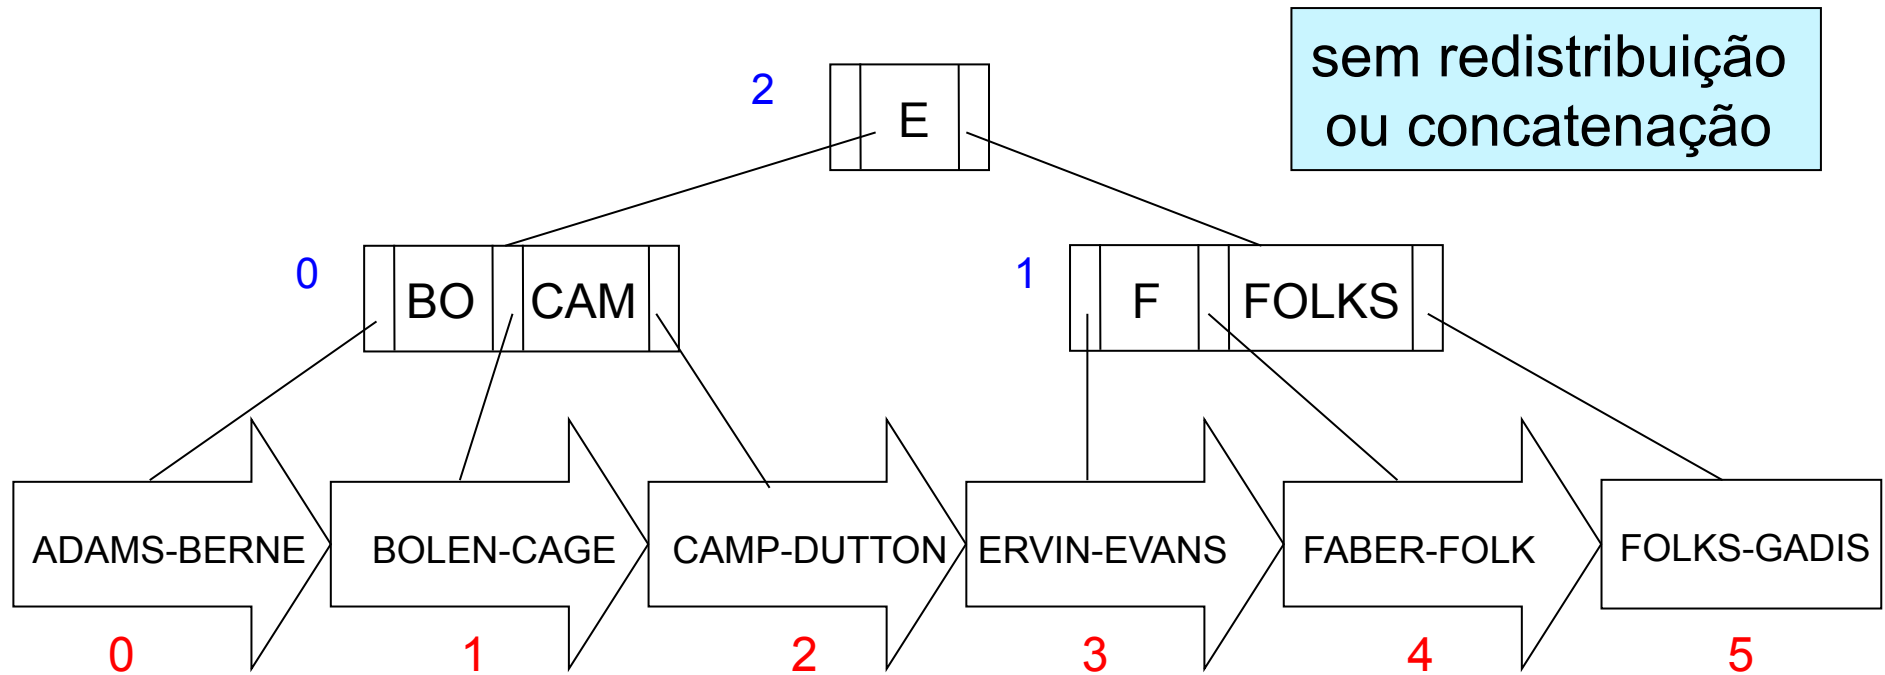 sem redistribuição
ou concatenação
2
E
0
BO CAM
1
F FOLKS
ADAMS-BERNE
BOLEN-CAGE
CAMP-DUTTON
ERVIN-EVANS
FABER-FOLK
FOLKS-GADIS
0
1
2
3
4
5